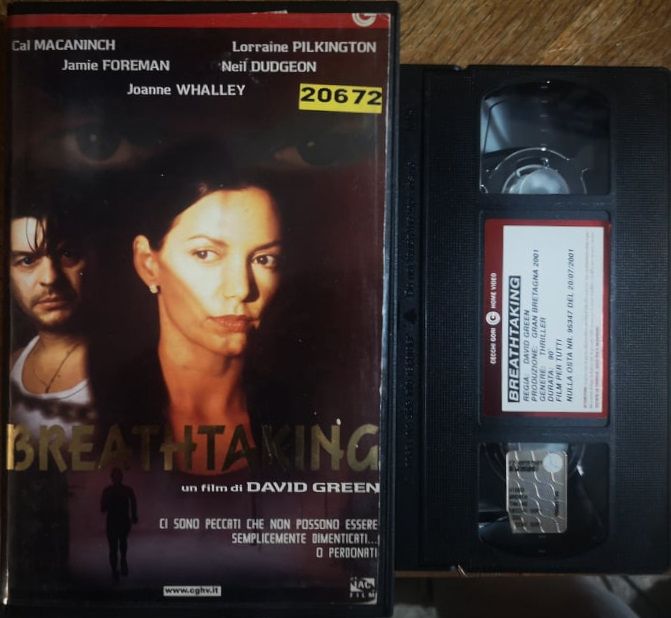 Cal MACANINCH
Lorraine PILKINGTON
Jamie FOREMAN
Neil DUDGEON
Joanne WHALLEY
20672
BREATHTAKING
un film di DAVID GREEN
CI SONO PECCATI CHE NON POSSONO ESSERE
SEMPLICEMENTE DIMENTICATI...
O PERDONATI
www.cghv.it
FILM
CECCHI GORI HOME VIDEO
BREATHTAKING
REGIA: DAVID GREEN
PRODUZIONE: GRAN BRETAGNA 2001
GENERE: THRILLER
DURATA: 90'
FILM PER TUTTI
NULLA OSTA NR. 95347 DEL 20/07/2001